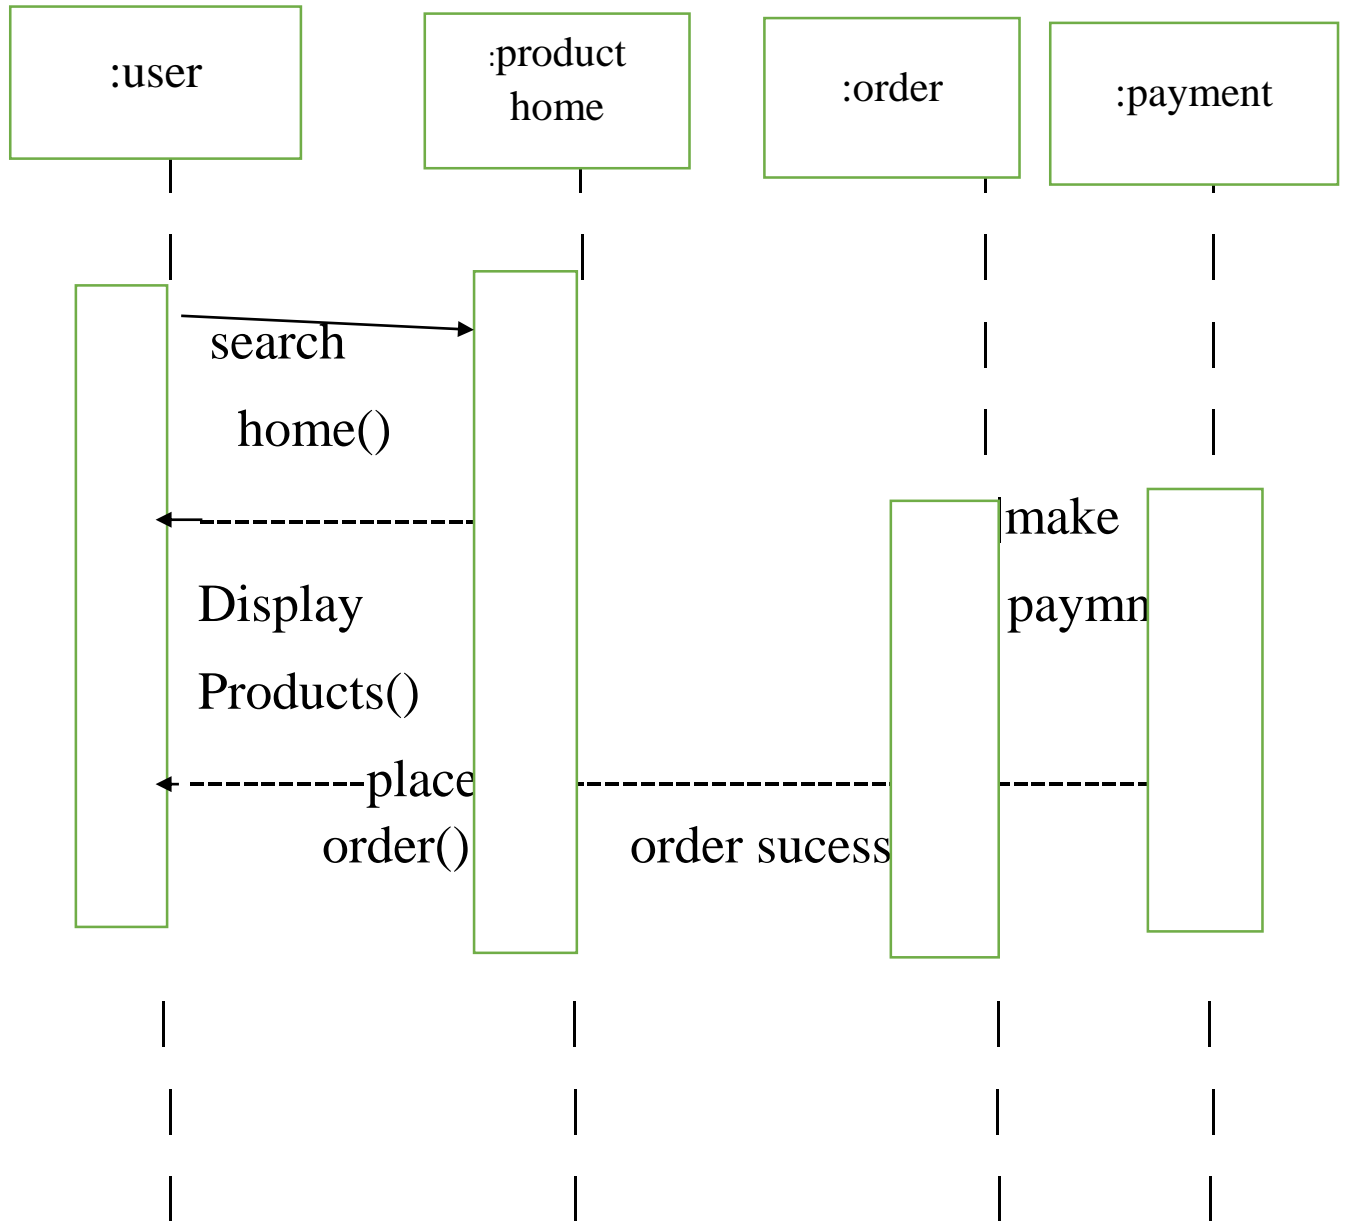 :user
:product
home
:order
:payment
search
home()
make
Display
paymn
Products()
place
order()
order sucess